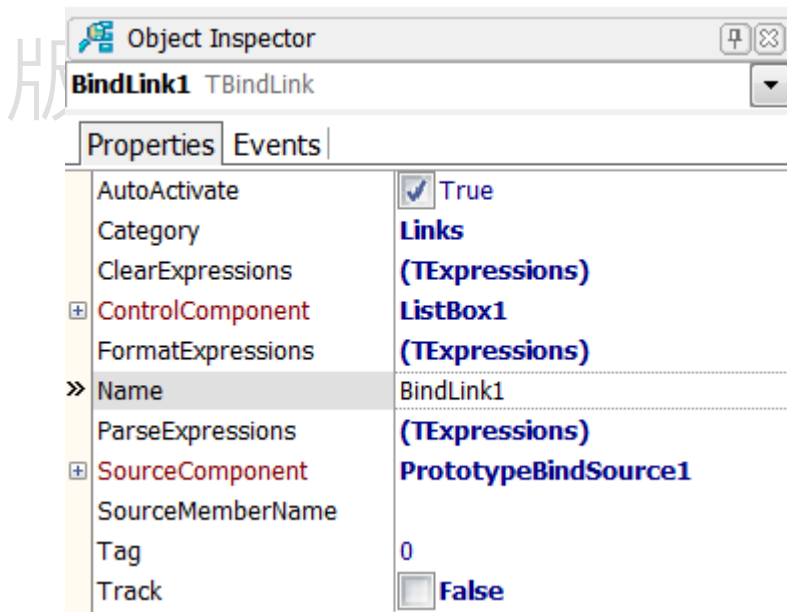 Object Inspector
版
BindLink1 TBindLink
Properties Events
AutoActivate True
Category Links
ClearExpressions (TExpressions)
ControlComponent ListBox1
FormatExpressions (TExpressions)
Name BindLink1
ParseExpressions (TExpressions)
SourceComponent PrototypeBindSource1
SourceMemberName
Tag 0
Track False